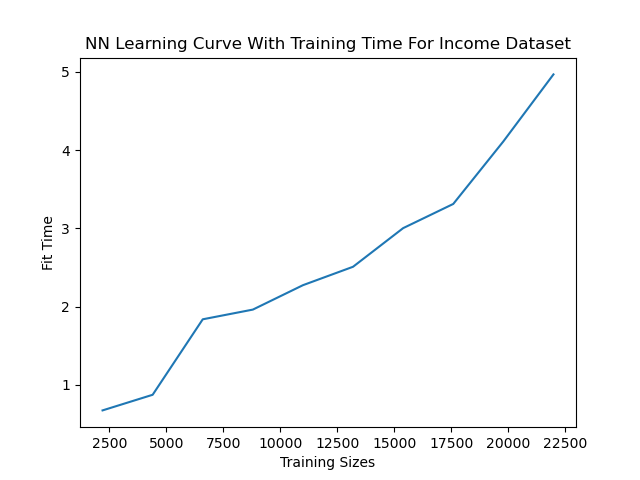 NN Learning Curve With Training Time For Income Dataset
5
4
3
2
1
Fit Time
2500 5000 7500 10000 12500 15000 17500 20000 22500
Training Sizes